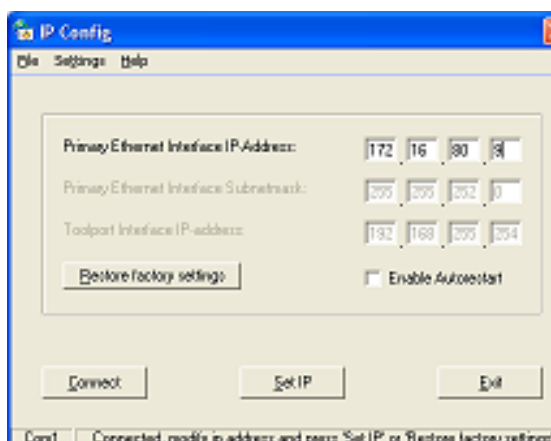 IP Config
File Settings Help
Primary Ethernet Interface IP-Address: 172 . 16 . 80 . 9
Primary Ethernet Interface Subnetmask: 255 . 255 . 252 . 0
Toolport Interface IP-address: 192 . 168 . 255 . 254
Restore factory settings Enable Autorestart
Connect Set IP Exit
Com1 Connected, modify ip address and press 'Set IP' or 'Restore factory settings